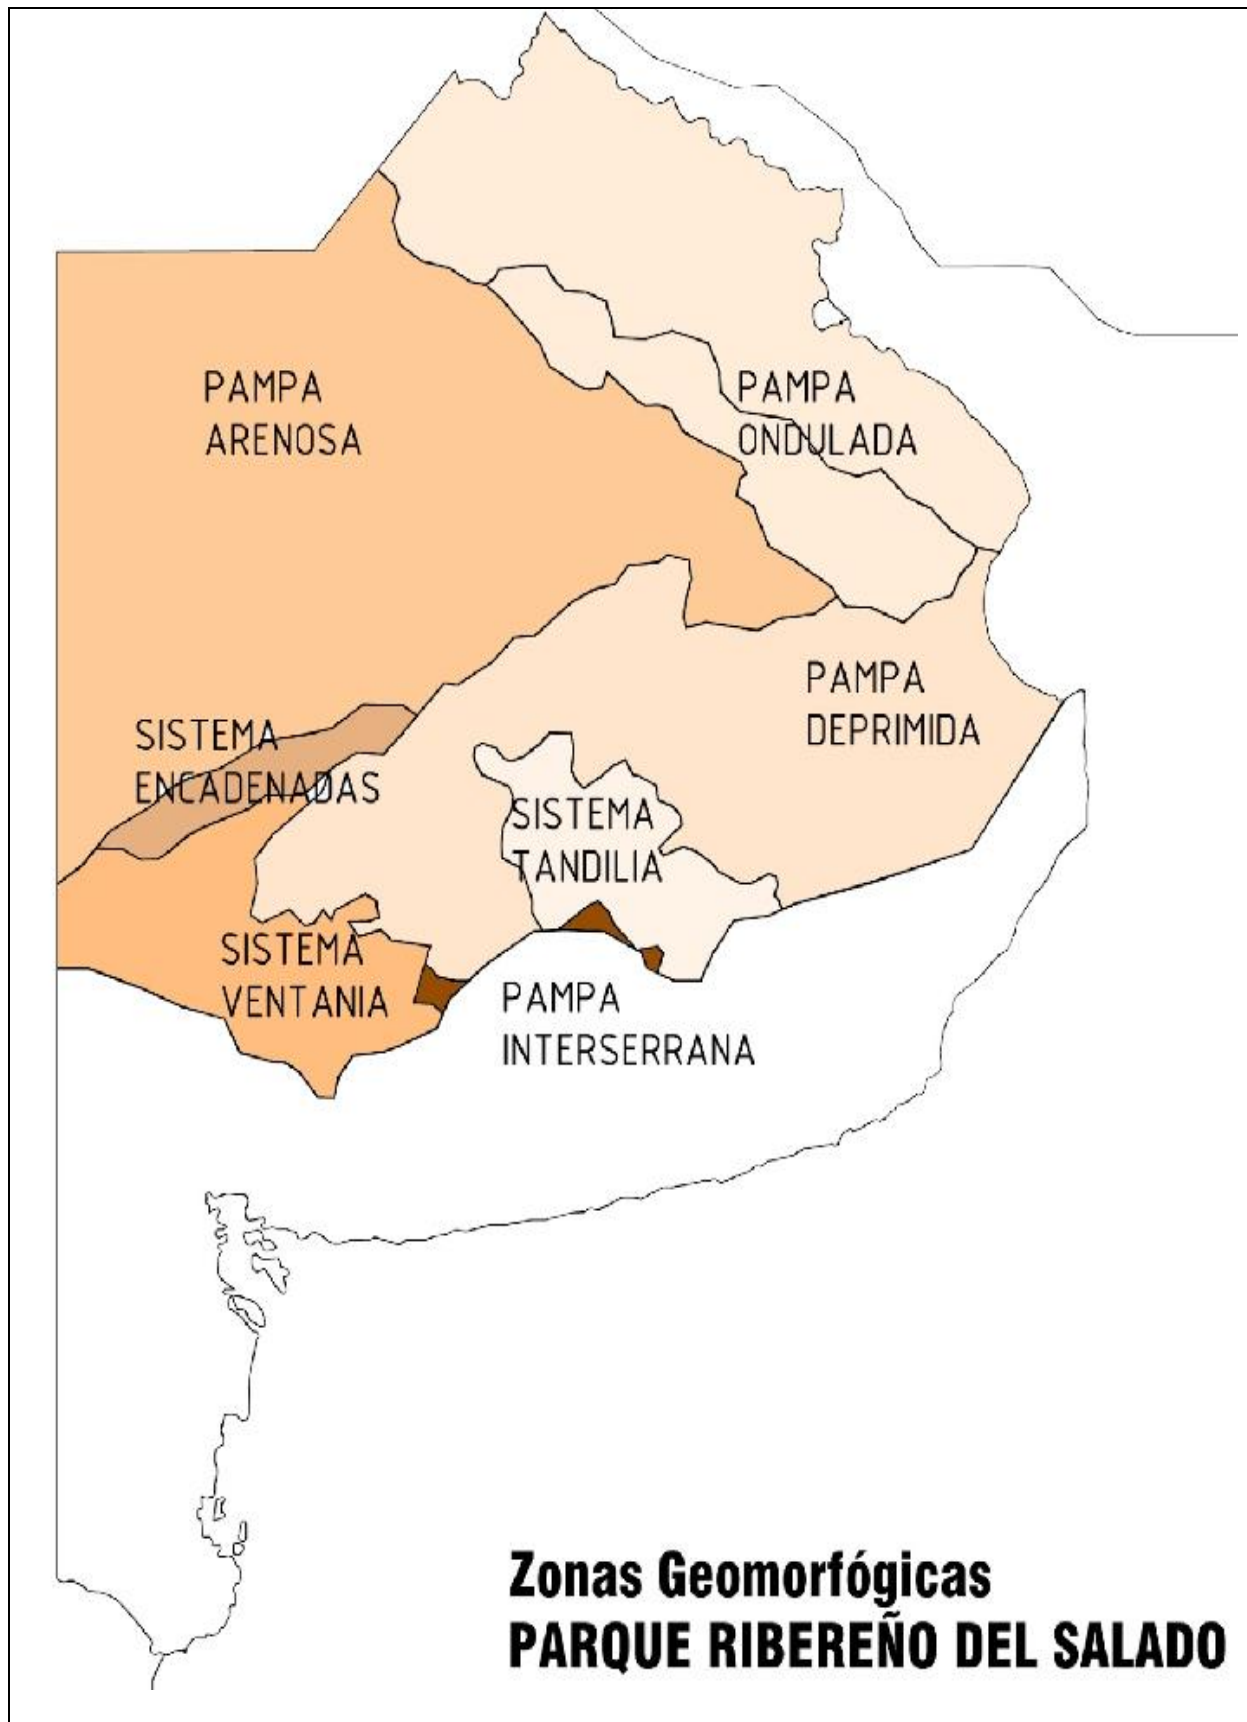 PAMPA
ARENOSA
PAMPA
ONDULADA
PAMPA
DEPRIMIDA
SISTEMA
ENCADENADAS
SISTEMA
TANDILIA
SISTEMA
VENTANIA
PAMPA
INTERSERRANA
Zonas Geomorfógicas
PARQUE RIBEREÑO DEL SALADO